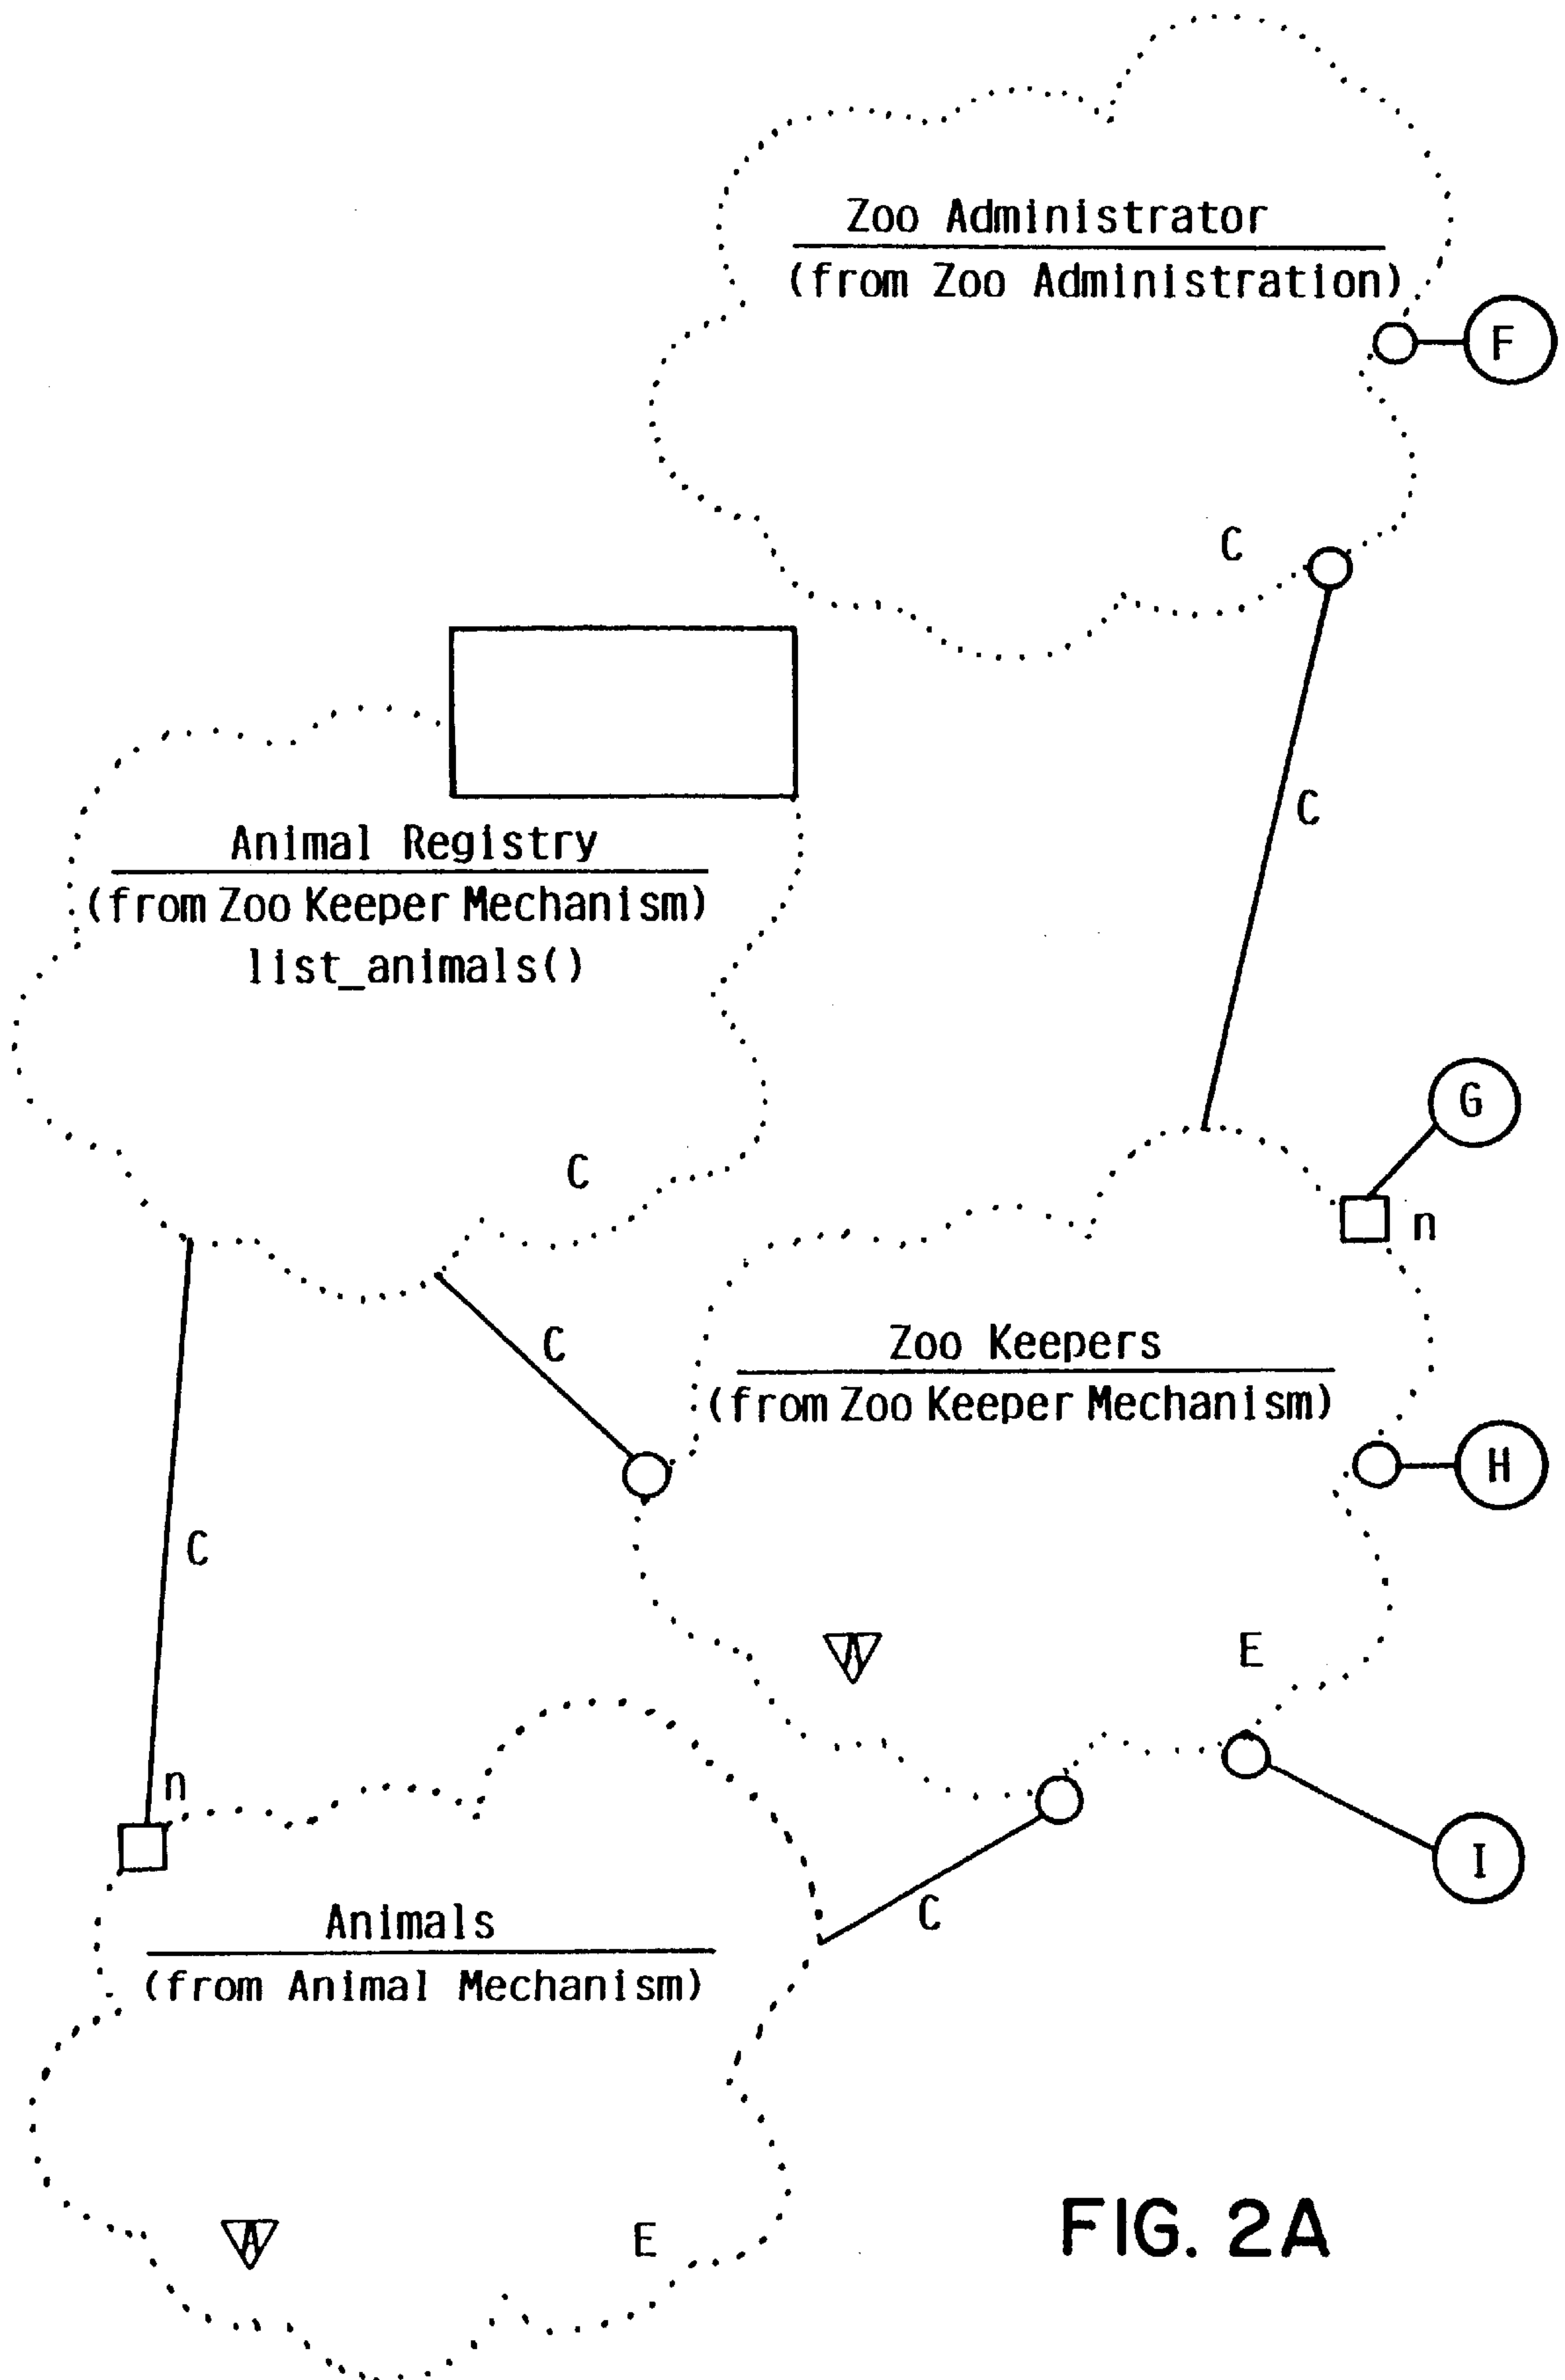 Zoo Administrator
(from Zoo Administration)
F
C
C
Animal Registry
(from Zoo Keeper Mechanism)
list_animals()
C
G
n
C
Zoo Keepers
(from Zoo Keeper Mechanism)
H
C
A
E
n
I
C
Animals
(from Animal Mechanism)
A
E
FIG. 2A